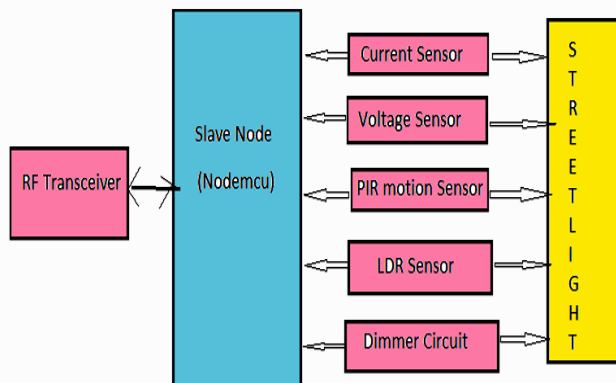 RF Transceiver
Slave Node
(Nodemcu)
Current Sensor
Voltage Sensor
PIR motion Sensor
LDR Sensor
Dimmer Circuit
S
T
R
E
E
T
L
I
G
H
T